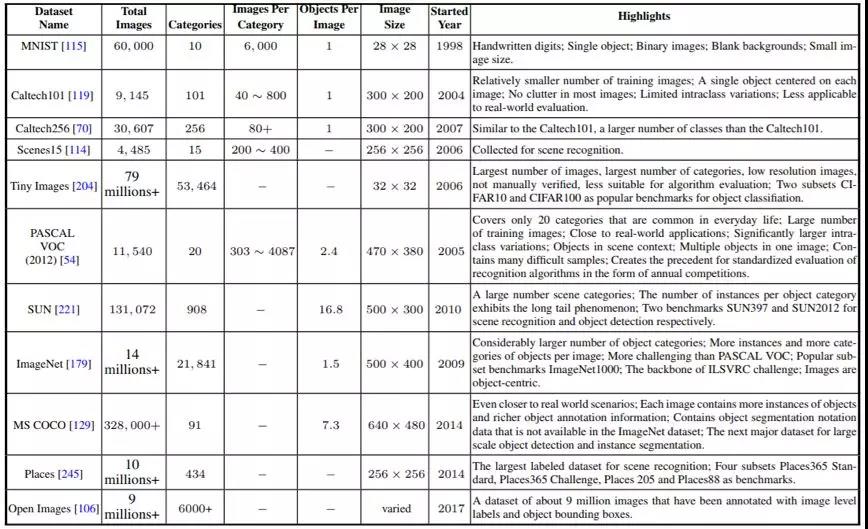 Dataset Name Total Images Categories Images Per Category Objects Per Image Image Size Started Year Highlights
MNIST [115] 60,000 10 6,000 1 28 × 28 1998 Handwritten digits; Single object; Binary images; Blank backgrounds; Small im-
age size.
Caltech101 [119] 9,145 101 40 ∼ 800 1 300 × 200 2004 Relatively smaller number of training images; A single object centered on each
image; No clutter in most images; Limited intraclass variations; Less applicable
to real-world evaluation.
Caltech256 [70] 30,607 256 80+ 1 300 × 200 2007 Similar to the Caltech101, a larger number of classes than the Caltech101.
Scenes15 [114] 4,485 15 200 ∼ 400 − 256 × 256 2006 Collected for scene recognition.
Tiny Images [204] 79 millions+ 53,464 − − 32 × 32 2006 Largest number of images, largest number of categories, low resolution images,
not manually verified, less suitable for algorithm evaluation; Two subsets CI-
FAR10 and CIFAR100 as popular benchmarks for object classifiation.
PASCAL VOC (2012) [54] 11,540 20 303 ∼ 4087 2.4 470 × 380 2005 Covers only 20 categories that are common in everyday life; Large number
of training images; Close to real-world applications; Significantly larger intra-
class variations; Objects in scene context; Multiple objects in one image; Con-
tains many difficult samples; Creates the precedent for standardized evaluation of
recognition algorithms in the form of annual competitions.
SUN [221] 131,072 908 − 16.8 500 × 300 2010 A large number scene categories; The number of instances per object category
exhibits the long tail phenomenon; Two benchmarks SUN397 and SUN2012 for
scene recognition and object detection respectively.
ImageNet [179] 14 millions+ 21,841 − 1.5 500 × 400 2009 Considerably larger number of object categories; More instances and more cate-
gories of objects per image; More challenging than PASCAL VOC; Popular sub-
set benchmarks ImageNet1000; The backbone of ILSVRC challenge; Images are
object-centric.
MS COCO [129] 328,000+ 91 − 7.3 640 × 480 2014 Even closer to real world scenarios; Each image contains more instances of objects
and richer object annotation information; Contains object segmentation notation
data that is not available in the ImageNet dataset; The next major dataset for large
scale object detection and instance segmentation.
Places [245] 10 millions+ 434 − − 256 × 256 2014 The largest labeled dataset for scene recognition; Four subsets Places365 Stan-
dard, Places365 Challenge, Places 205 and Places88 as benchmarks.
Open Images [106] 9 millions+ 6000+ − − varied 2017 A dataset of about 9 million images that have been annotated with image level
labels and object bounding boxes.